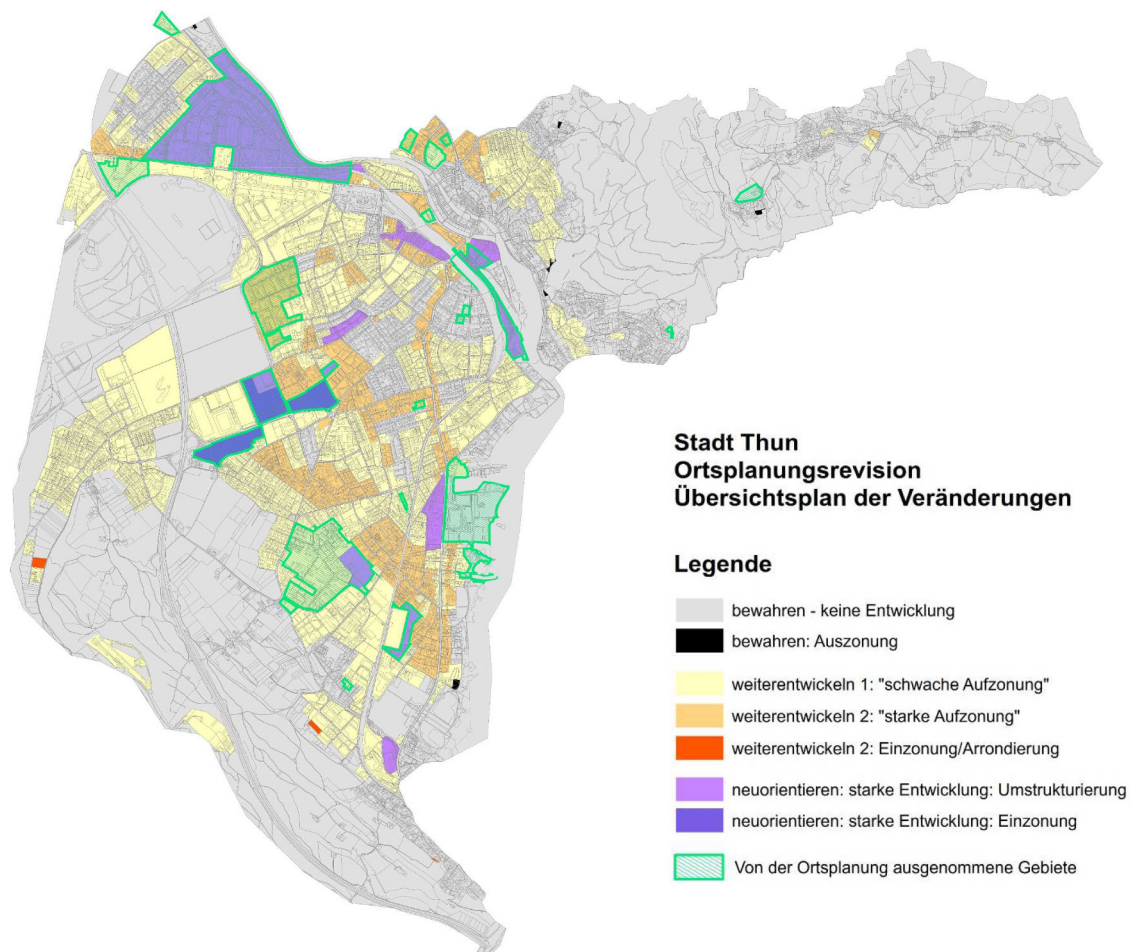 Stadt Thun
Ortsplanungsrevision
Übersichtsplan der Veränderungen
Legende
bewahren - keine Entwicklung
bewahren: Auszonung
weiterentwickeln 1: "schwache Aufzonung"
weiterentwickeln 2: "starke Aufzonung"
weiterentwickeln 2: Einzonung/Arrondierung
neuorientieren: starke Entwicklung: Umstrukturierung
neuorientieren: starke Entwicklung: Einzonung
Von der Ortsplanung ausgenommene Gebiete